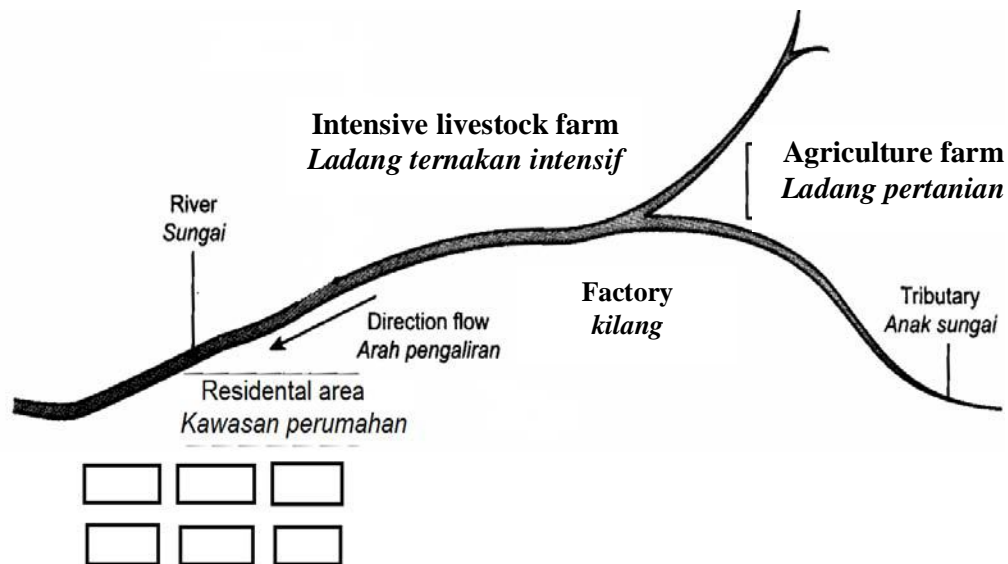 Intensive livestock farm
Ladang ternakan intensif
Agriculture farm
Ladang pertanian
River
Sungai
Factory
kilang
Tributary
Anak sungai
Direction flow
Arah pengaliran
Residental area
Kawasan perumahan